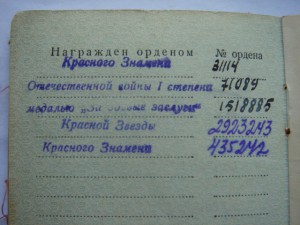 Награжден орденом № ордена
Красного Знамени 31114
Отечественной войны I степени 71089
медалью „За боевые заслуги" 1518885
Красной Звезды 2923243
Красного Знамени 435242